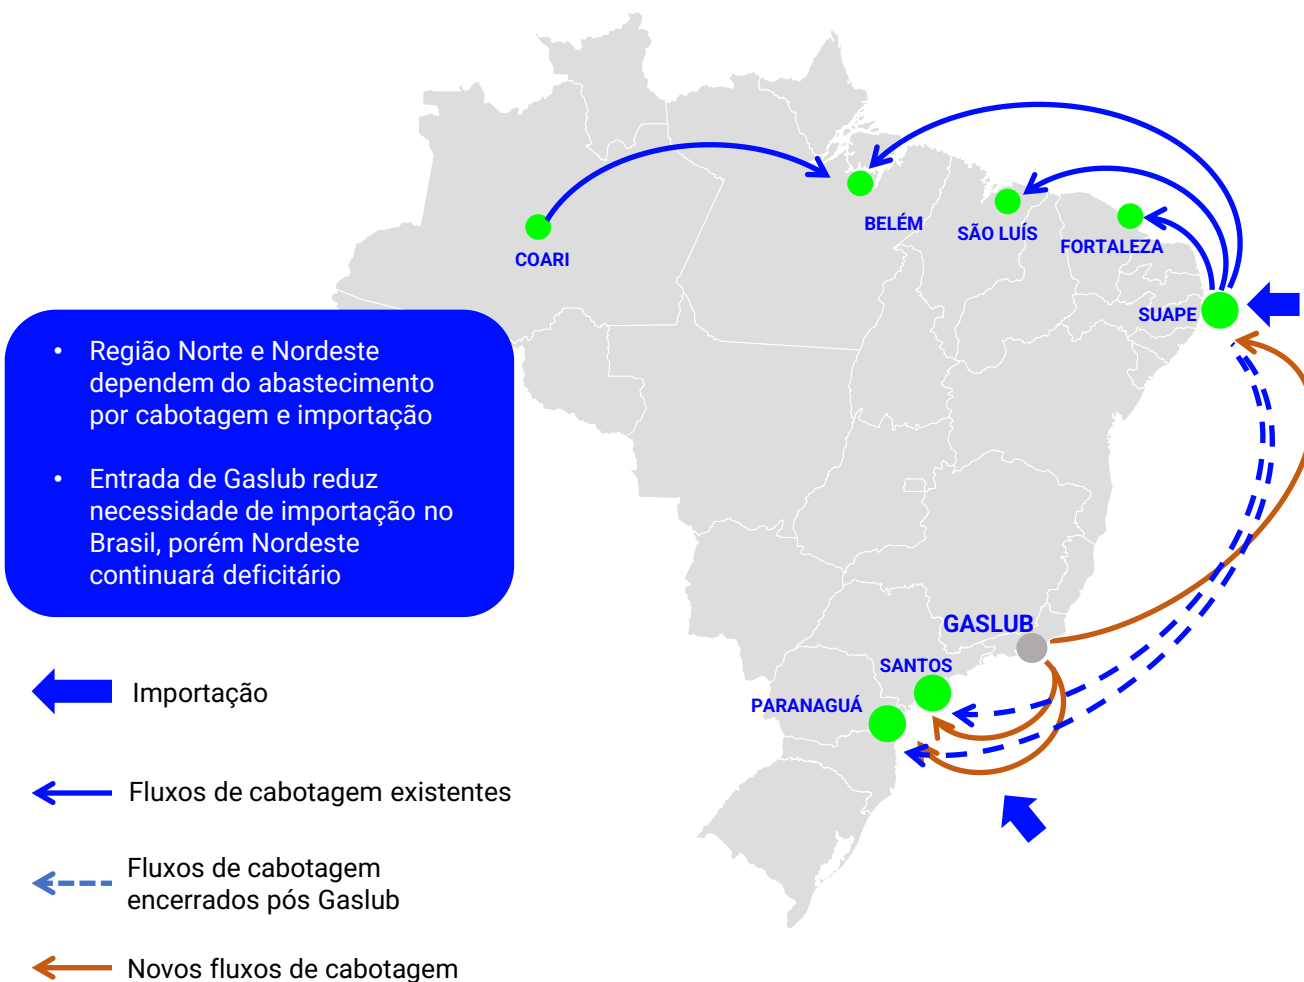 BELÉM
SÃO LUÍS
FORTALEZA
COARI
SUAPE
• Região Norte e Nordeste
dependem do abastecimento
por cabotagem e importação
• Entrada de Gaslub reduz
necessidade de importação no
Brasil, porém Nordeste
continuará deficitário
GASLUB
SANTOS
PARANAGUÁ
Importação
Fluxos de cabotagem existentes
Fluxos de cabotagem
encerrados pós Gaslub
Novos fluxos de cabotagem